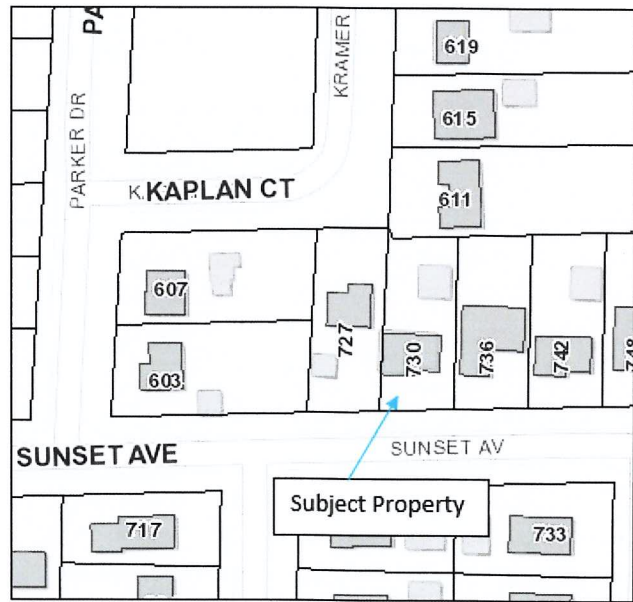 PA
619
KRAMER
615
PARKER DR
K
KAPLAN CT
611
607
727
730
736
742
748
603
SUNSET AVE
SUNSET AV
Subject Property
717
733